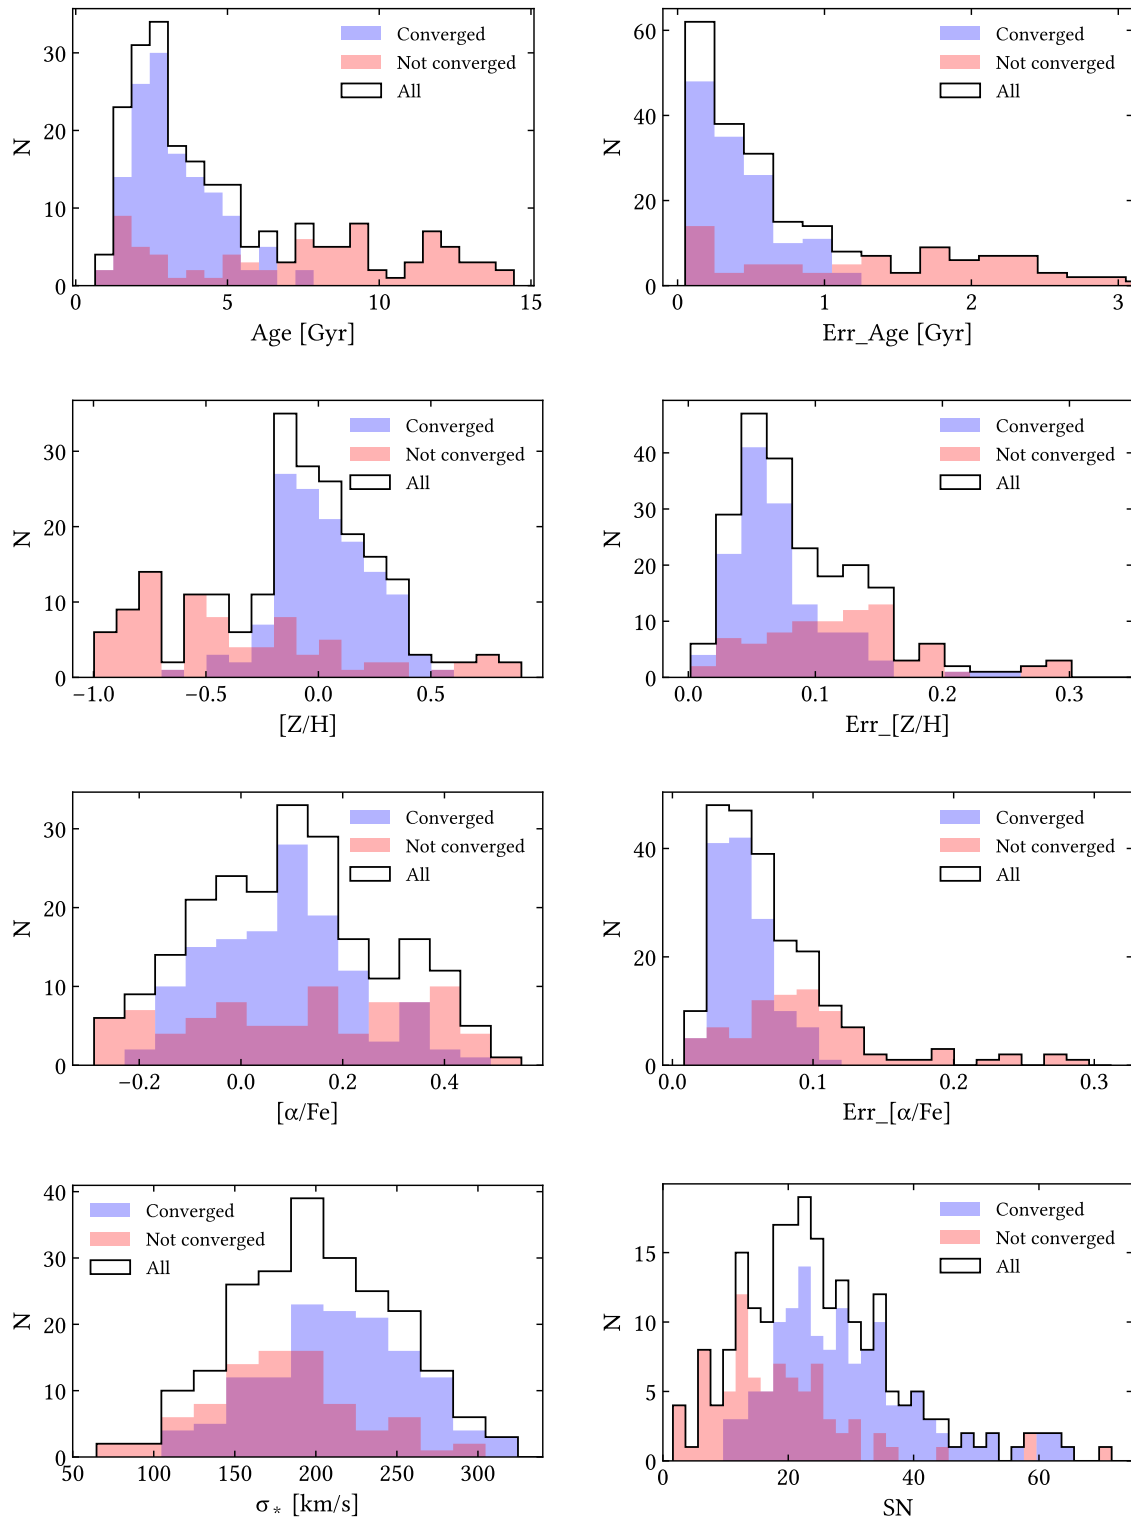 Converged
Not converged
All
30
20
10
0
N
0 5 10 15
Age [Gyr]
Converged
Not converged
All
60
40
20
0
N
0 1 2 3
Err_Age [Gyr]
Converged
Not converged
All
30
20
10
0
N
−1.0 −0.5 0.0 0.5
[Z/H]
Converged
Not converged
All
40
30
20
10
0
N
0.0 0.1 0.2 0.3
Err_[Z/H]
Converged
Not converged
All
30
20
10
0
N
−0.2 0.0 0.2 0.4
[α/Fe]
Converged
Not converged
All
40
20
0
N
0.0 0.1 0.2 0.3
Err_[α/Fe]
Converged
Not converged
All
40
30
20
10
0
N
50 100 150 200 250 300
σ* [km/s]
Converged
Not converged
All
15
10
5
0
N
20 40 60
SN